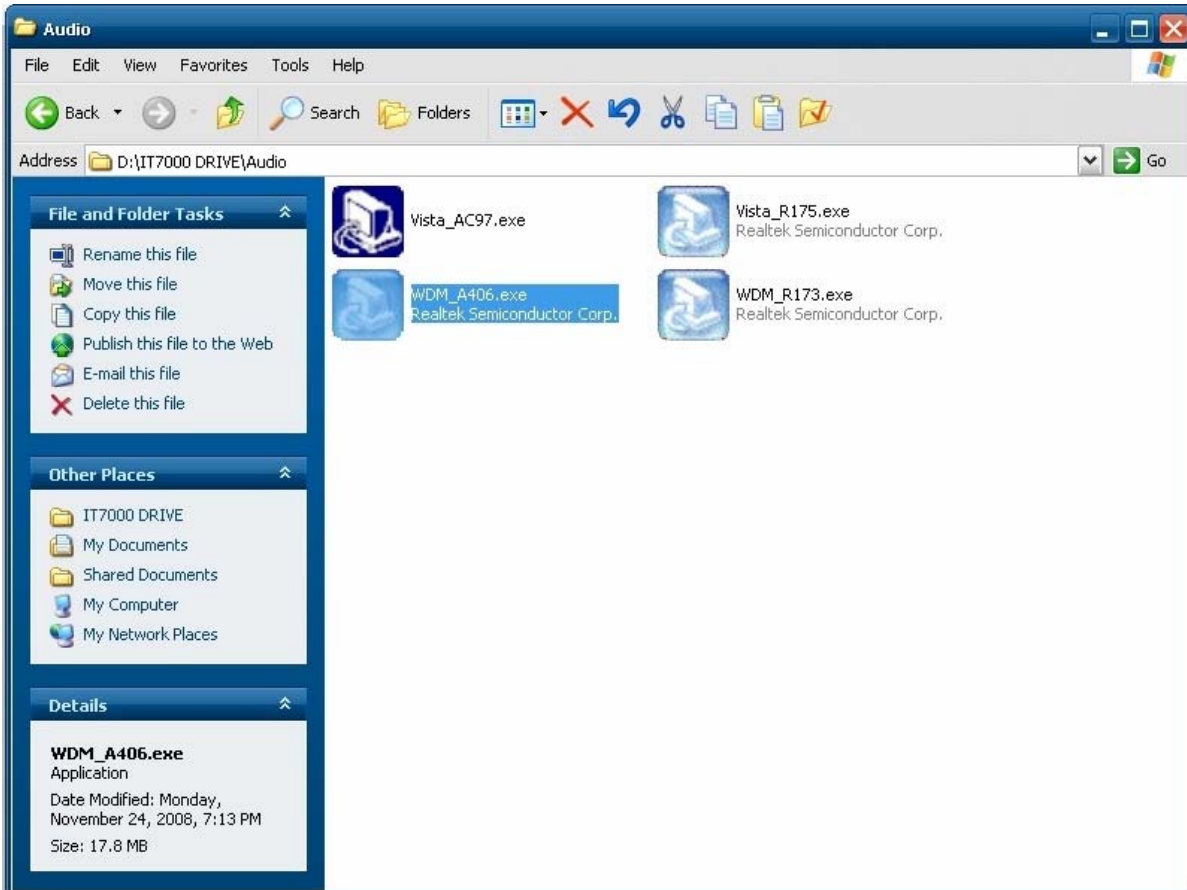 Audio
File Edit View Favorites Tools Help
Back Search Folders
Address D:\IT7000 DRIVE\Audio Go
File and Folder Tasks
Rename this file
Move this file
Copy this file
Publish this file to the Web
E-mail this file
Delete this file
Other Places
IT7000 DRIVE
My Documents
Shared Documents
My Computer
My Network Places
Details
WDM_A406.exe
Application
Date Modified: Monday,
November 24, 2008, 7:13 PM
Size: 17.8 MB
Vista_AC97.exe
Vista_R175.exe
Realtek Semiconductor Corp.
WDM_A406.exe
Realtek Semiconductor Corp.
WDM_R173.exe
Realtek Semiconductor Corp.